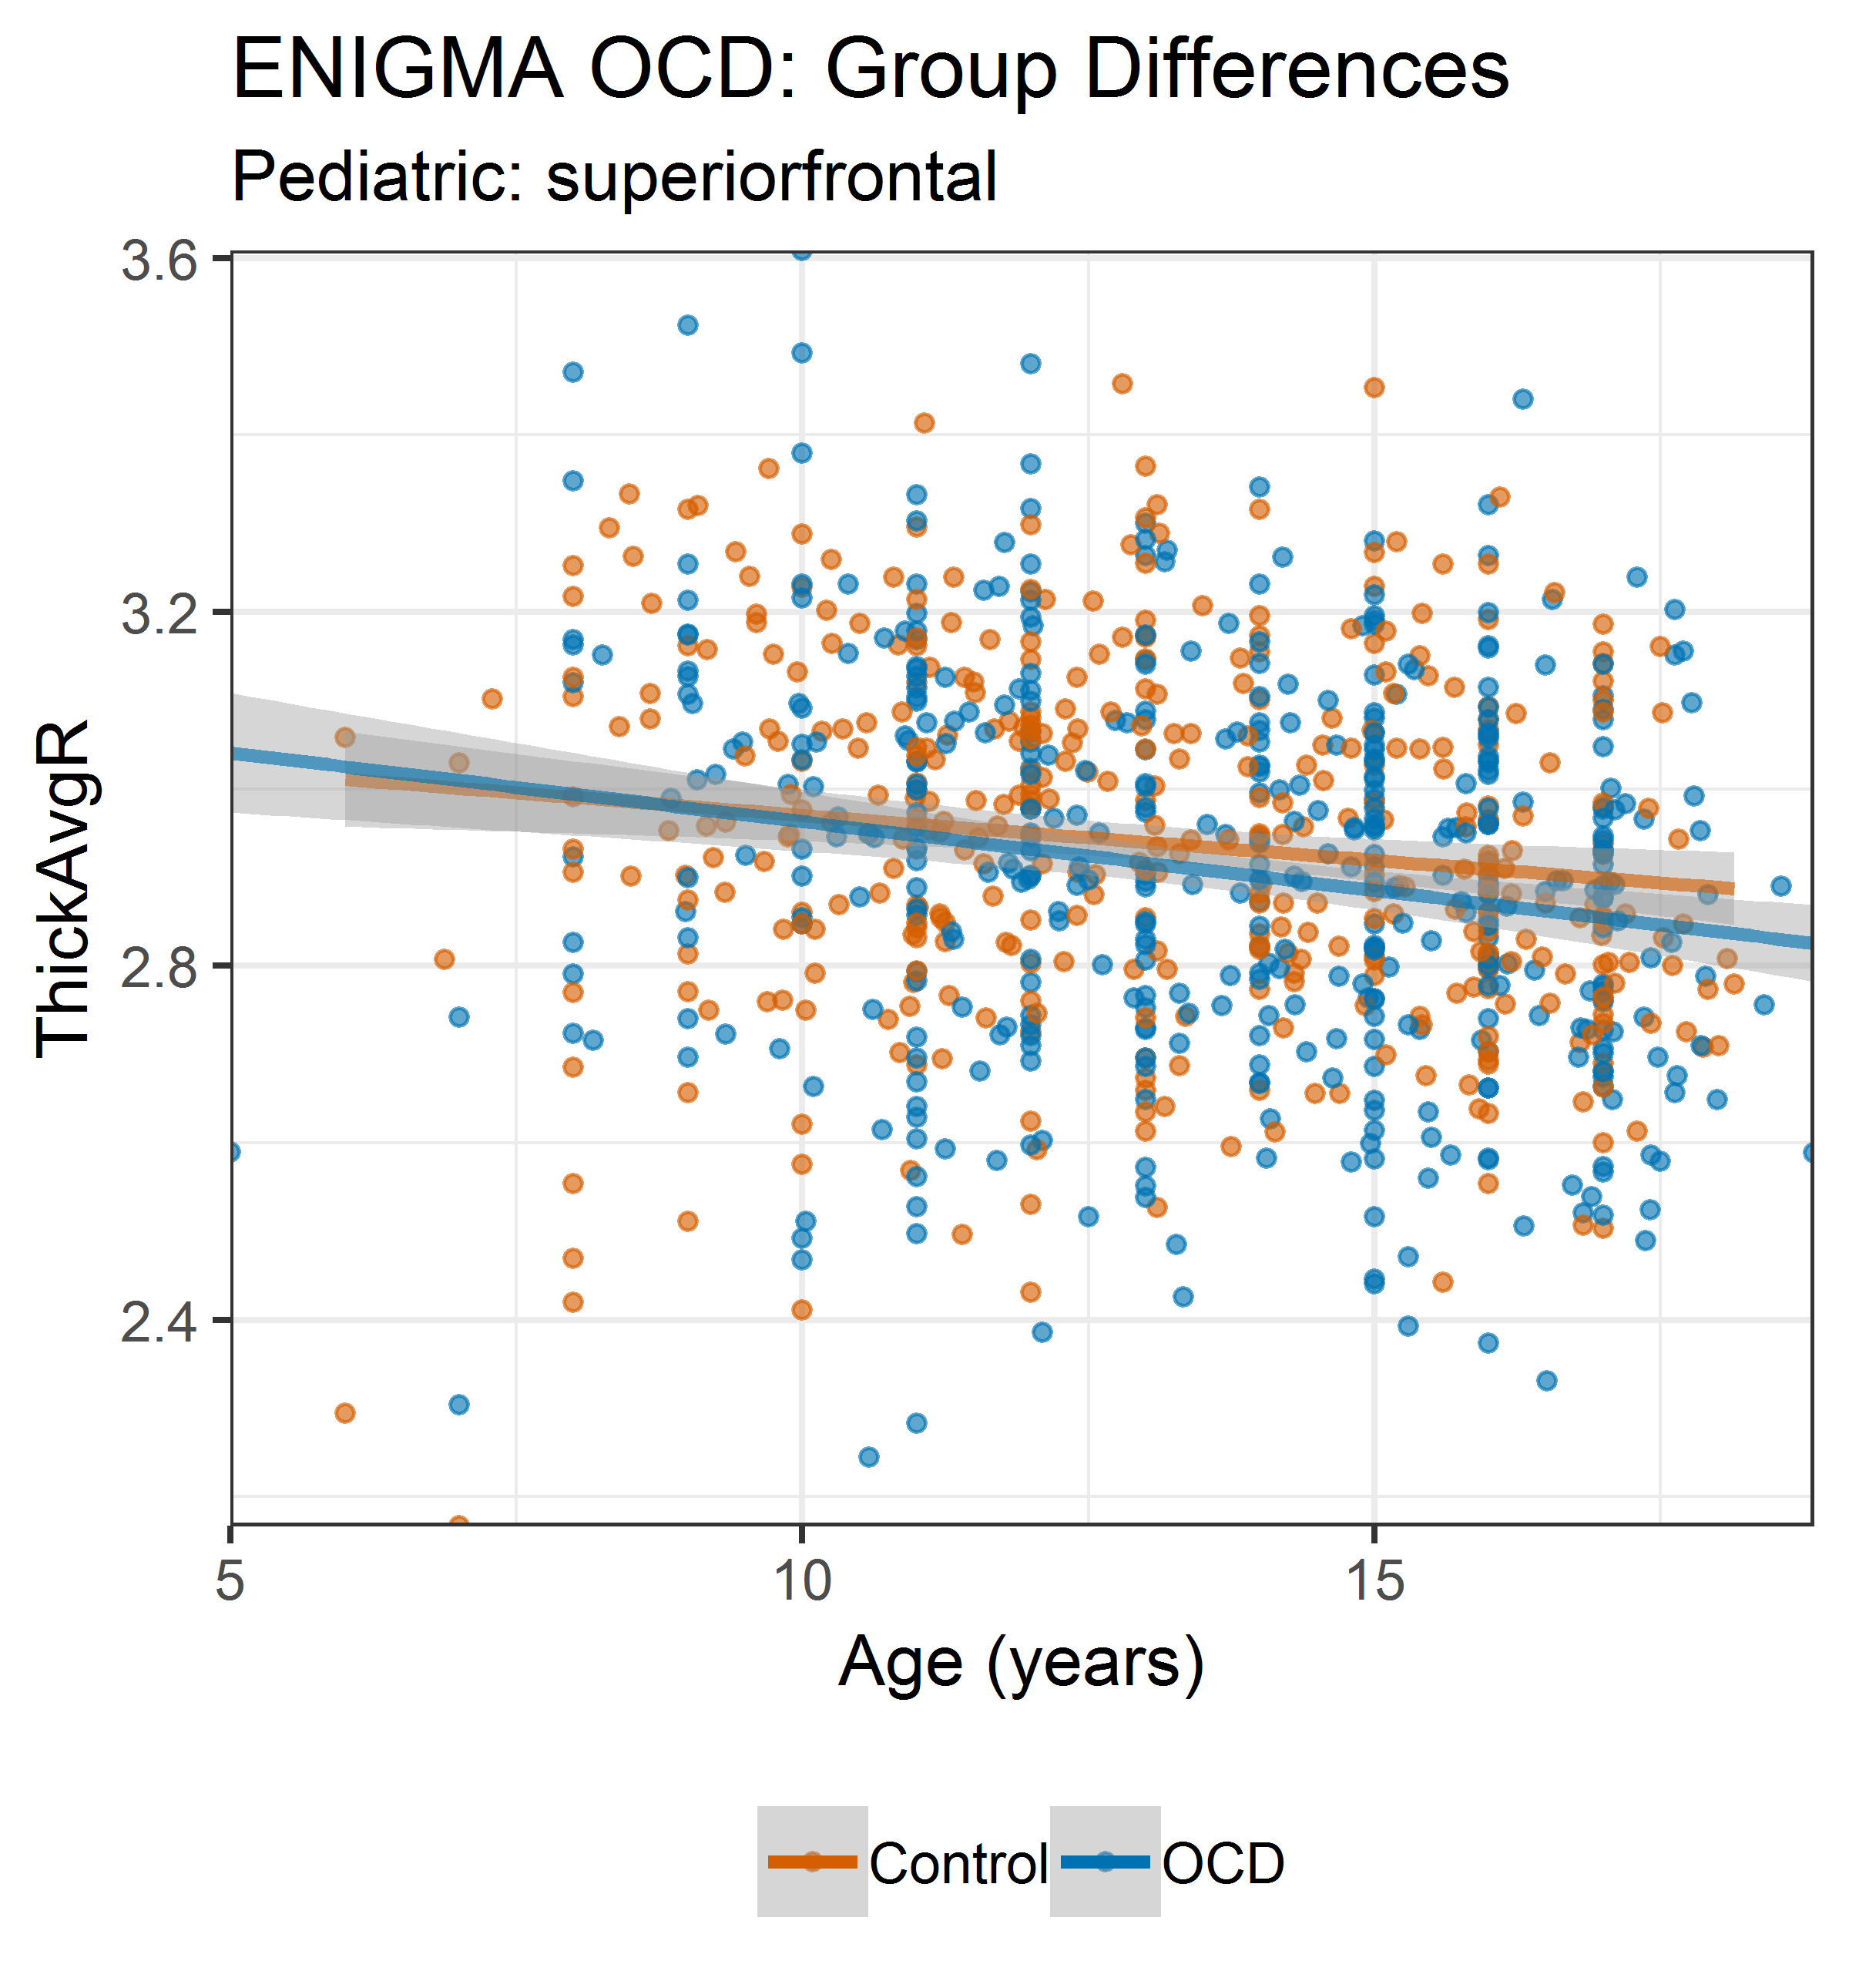 ENIGMA OCD: Group Differences
Pediatric: superiorfrontal
3.6
3.2
2.8
2.4
ThickAvgR
5 10 15
Age (years)
Control OCD